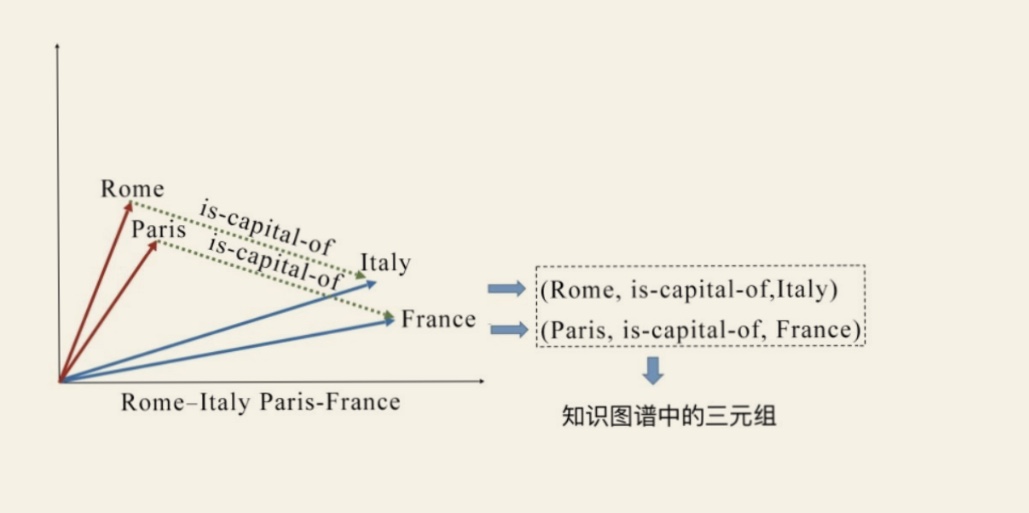 Rome
is-capital-of
Paris
is-capital-of
Italy
France
Rome–Italy Paris-France
(Rome, is-capital-of,Italy)
(Paris, is-capital-of, France)
知识图谱中的三元组